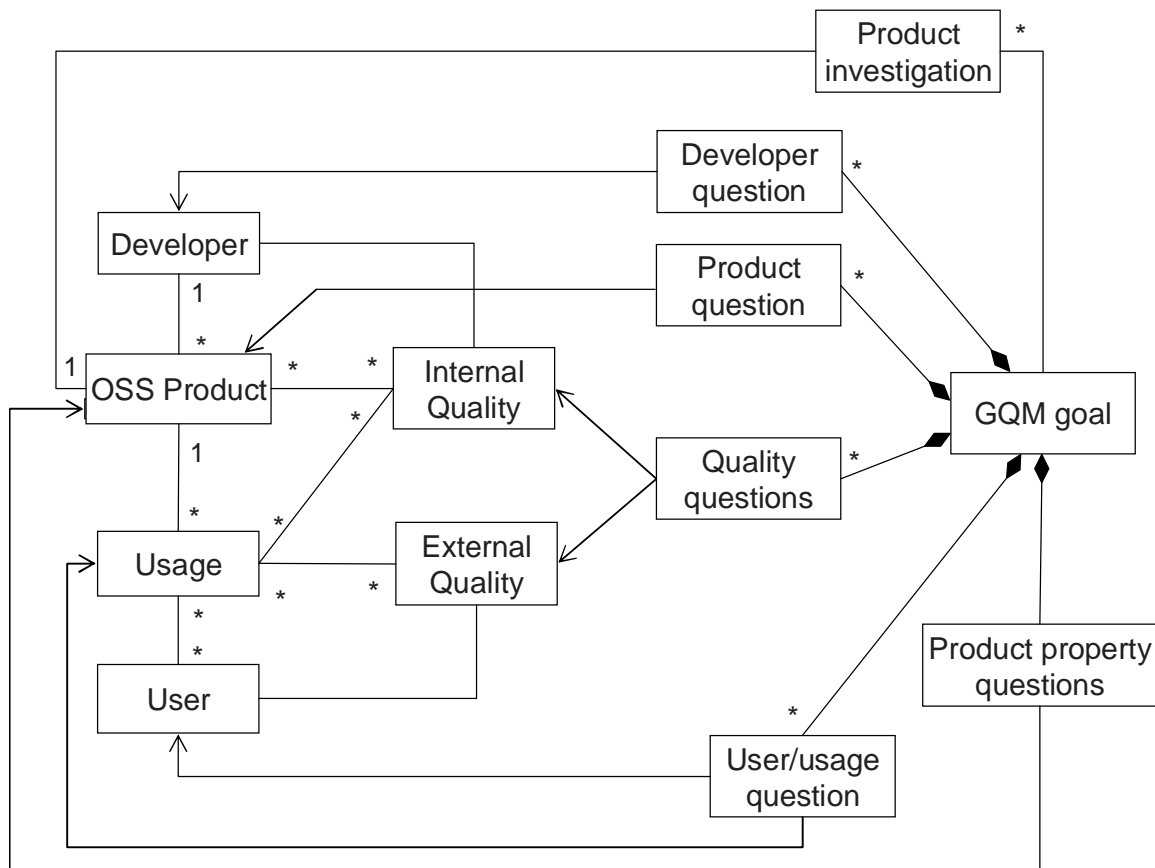 Product
investigation
*
Developer
question
*
Developer
Product
question
*
1
*
1
OSS Product
*
*
Internal
Quality
GQM goal
*
1
Quality
questions
*
*
*
Usage
External
Quality
*
*
*
*
User
Product property
questions
*
User/usage
question